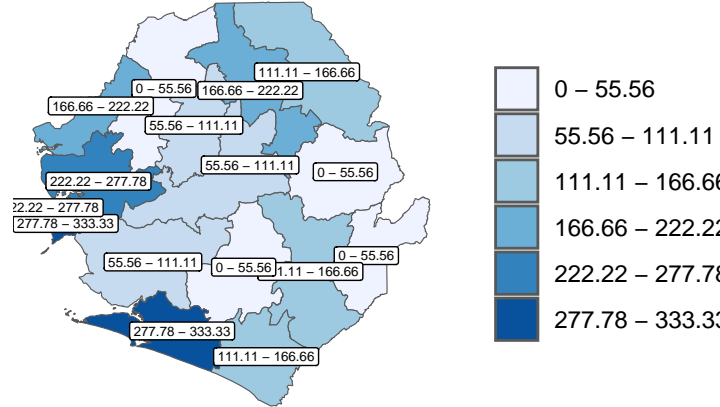 111.11 – 166.66
0 – 55.56
166.66 – 222.22
166.66 – 222.22
55.56 – 111.11
55.56 – 111.11
0 – 55.56
222.22 – 277.78
22.22 – 277.78
277.78 – 333.33
0 – 55.56
55.56 – 111.11
0 – 55.56
1.11 – 166.66
277.78 – 333.33
111.11 – 166.66
0 – 55.56
55.56 – 111.11
111.11 – 166.66
166.66 – 222.22
222.22 – 277.78
277.78 – 333.33